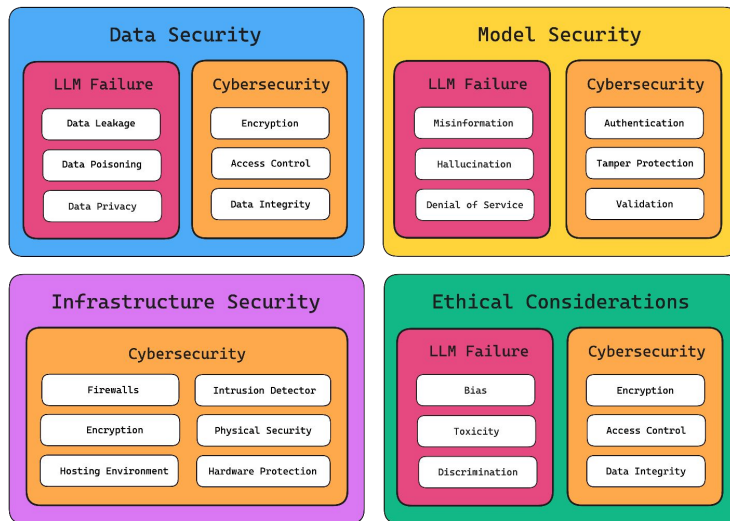 Data Security
LLM Failure
Data Leakage
Data Poisoning
Data Privacy
Cybersecurity
Encryption
Access Control
Data Integrity
Model Security
LLM Failure
Misinformation
Hallucination
Denial of Service
Cybersecurity
Authentication
Tamper Protection
Validation
Infrastructure Security
Cybersecurity
Firewalls
Intrusion Detector
Encryption
Physical Security
Hosting Environment
Hardware Protection
Ethical Considerations
LLM Failure
Bias
Toxicity
Discrimination
Cybersecurity
Encryption
Access Control
Data Integrity